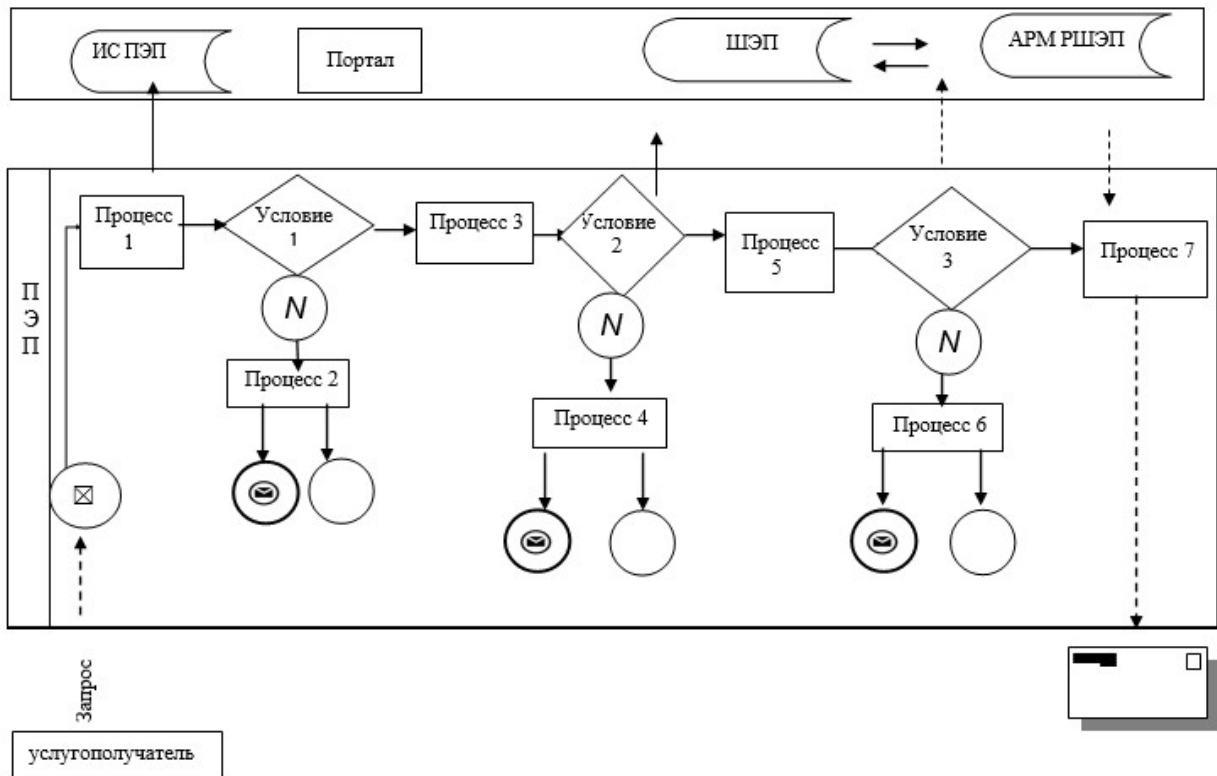 ИС ПЭП
Портал
ШЭП
АРМ РШЭП
ПЭП
Процесс
1
Условие
1
Процесс 3
Условие
2
Процесс
5
Условие
3
Процесс 7
N
N
N
Процесс 2
Процесс 4
Процесс 6
Запрос
услугополучатель